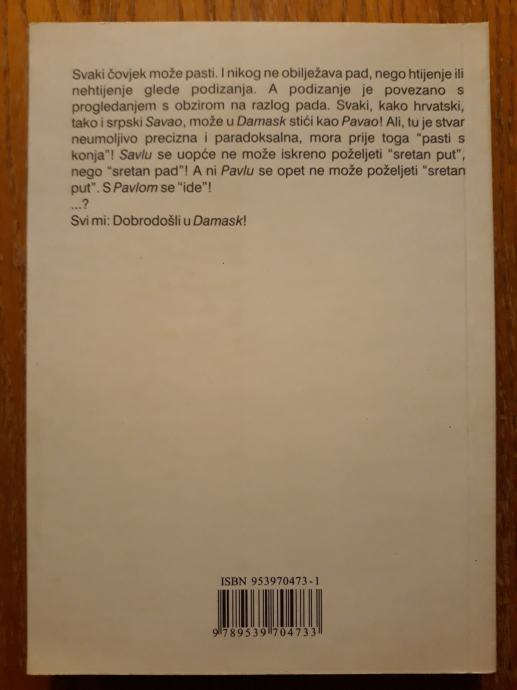 Svaki čovjek može pasti. I nikog ne obilježava pad, nego htijenje ili
nehtijenje glede podizanja. A podizanje je povezano s
progledanjem s obzirom na razlog pada. Svaki, kako hrvatski,
tako i srpski Savao, može u Damask stići kao Pavao! Ali, tu je stvar
neumoljivo precizna i paradoksalna, mora prije toga "pasti s
konja"! Savlu se uopće ne može iskreno poželjeti "sretan put",
nego "sretan pad"! A ni Pavlu se opet ne može poželjeti "sretan
put". S Pavlom se "ide"!
...?
Svi mi: Dobrodošli u Damask!
ISBN 953970473-1
9 789539 704733